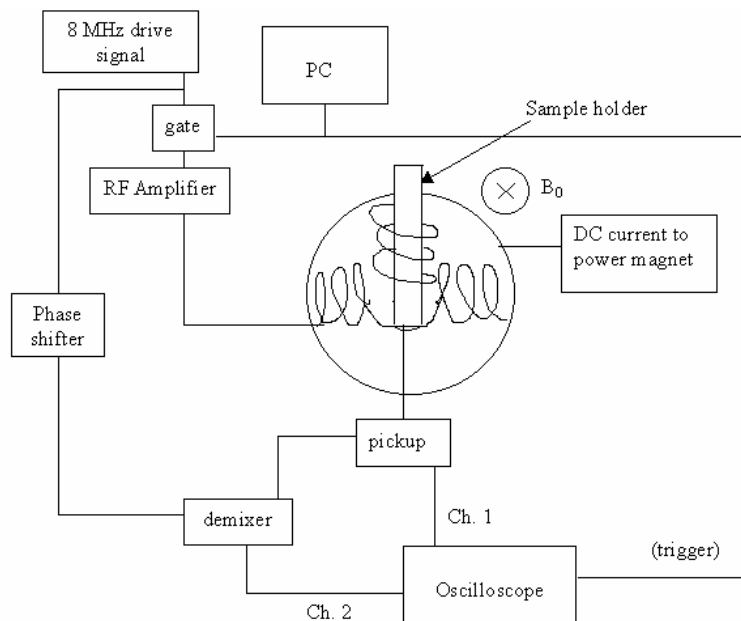 8 MHz drive
signal
PC
Sample holder
gate
RF Amplifier
B₀
DC current to
power magnet
Phase
shifter
pickup
demixer
Ch. 1
(trigger)
Oscilloscope
Ch. 2